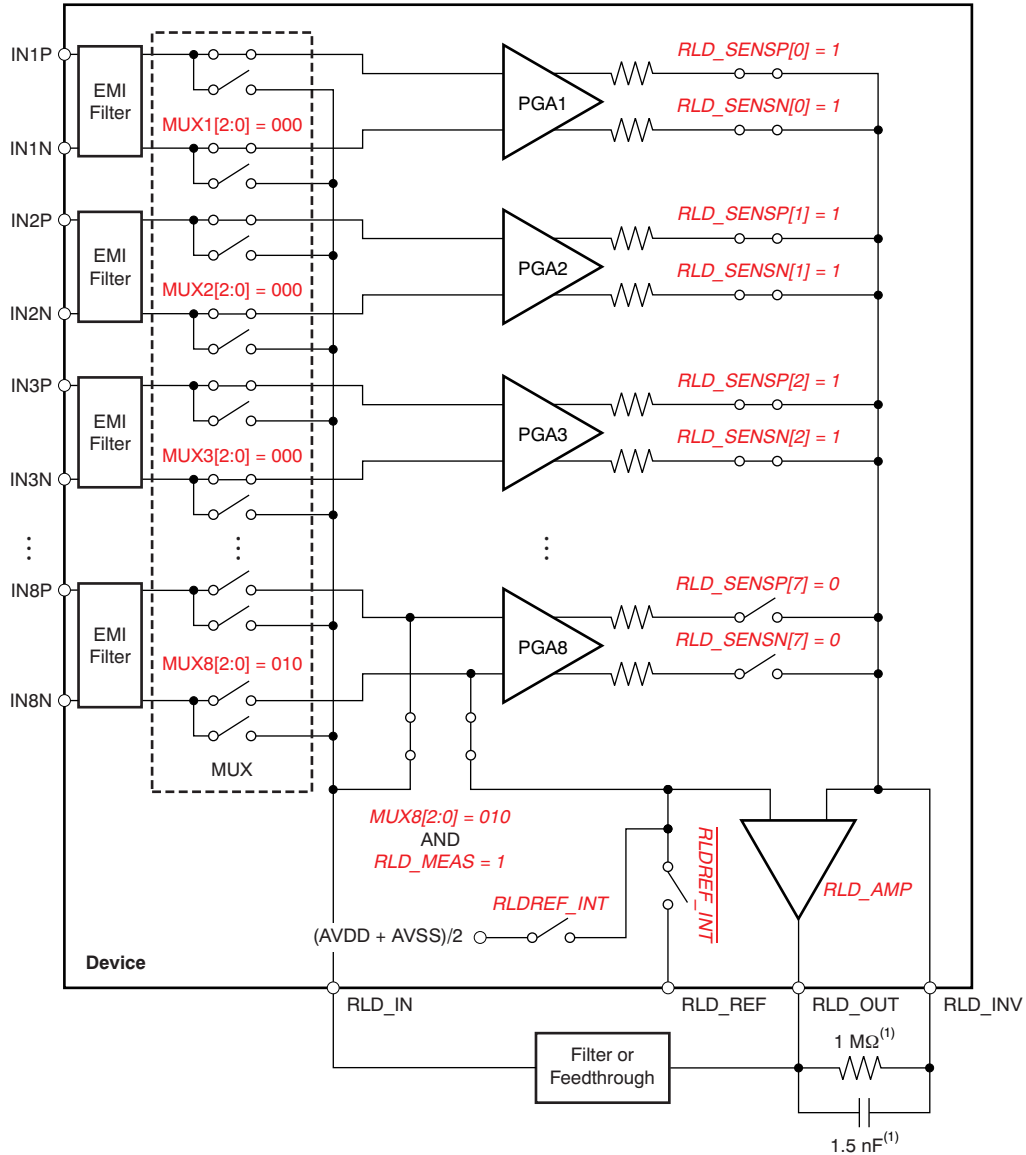 IN1P
EMI
Filter
IN1N
MUX1[2:0] = 000
PGA1
RLD_SENSP[0] = 1
RLD_SENSN[0] = 1
IN2P
EMI
Filter
IN2N
MUX2[2:0] = 000
PGA2
RLD_SENSP[1] = 1
RLD_SENSN[1] = 1
IN3P
EMI
Filter
IN3N
MUX3[2:0] = 000
PGA3
RLD_SENSP[2] = 1
RLD_SENSN[2] = 1
IN8P
EMI
Filter
IN8N
MUX8[2:0] = 010
MUX
PGA8
RLD_SENSP[7] = 0
RLD_SENSN[7] = 0
MUX8[2:0] = 010
AND
RLD_MEAS = 1
RLDREF_INT
RLDREF_INT
RLD_AMP
(AVDD + AVSS)/2
Device
RLD_IN
RLD_REF
RLD_OUT
RLD_INV
Filter or
Feedthrough
1 MΩ(1)
1.5 nF(1)